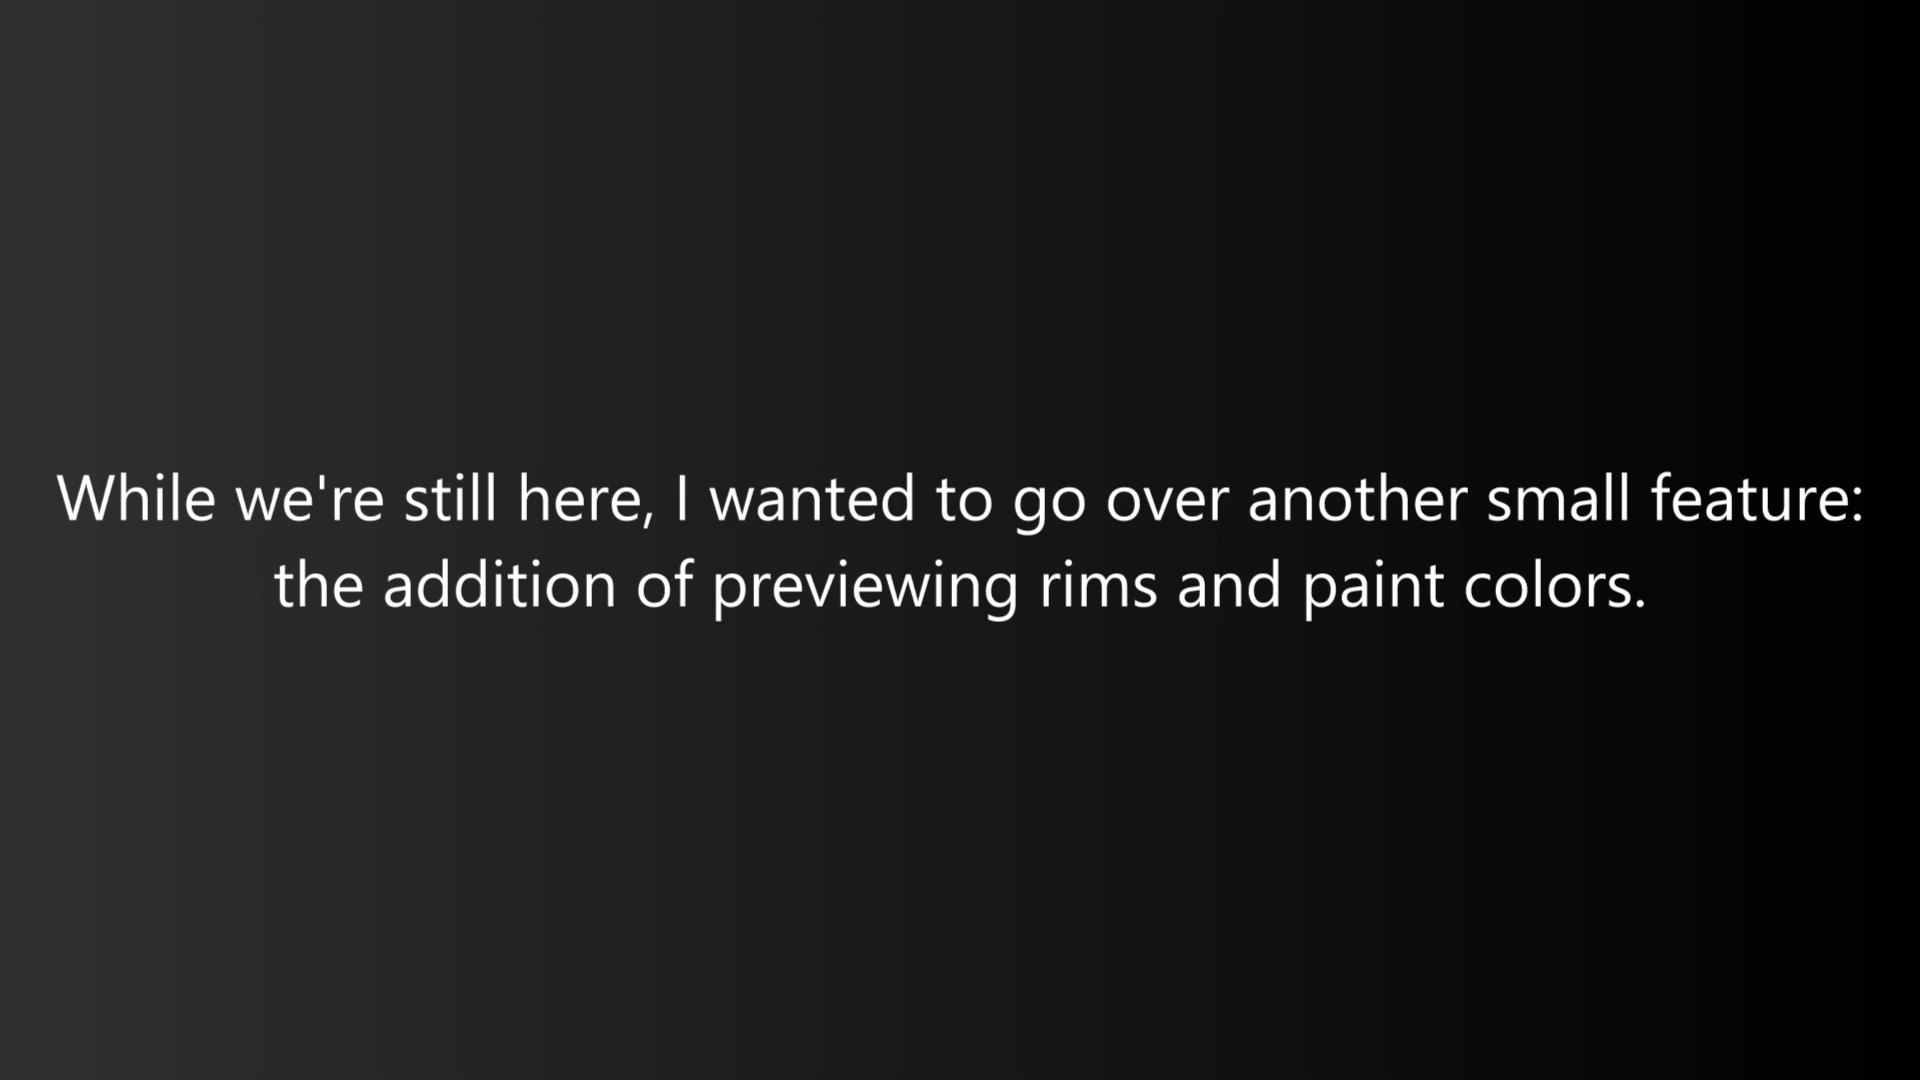 While we're still here, I wanted to go over another small feature:
the addition of previewing rims and paint colors.